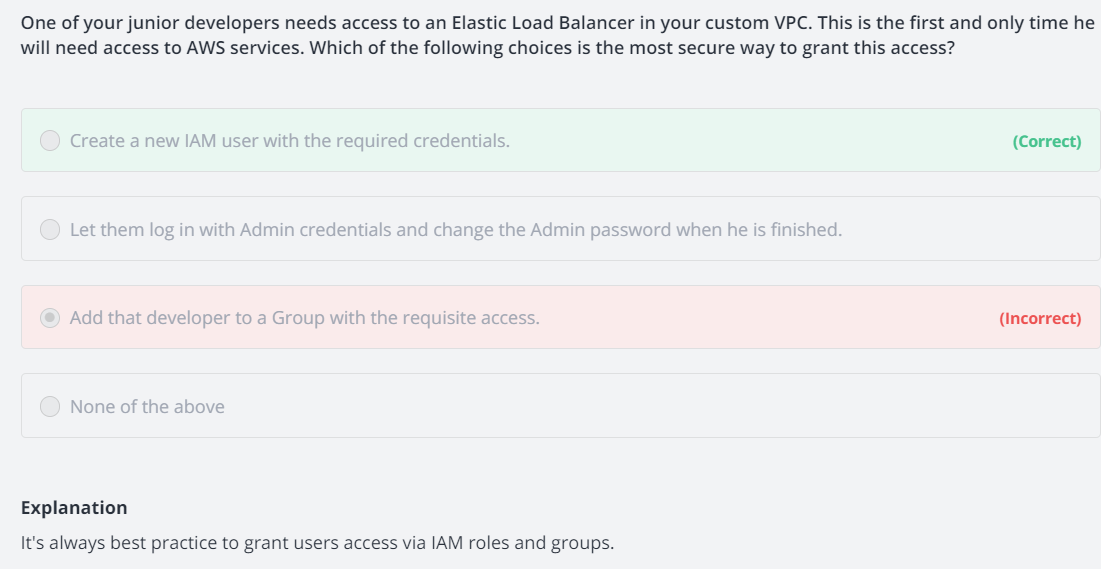 One of your junior developers needs access to an Elastic Load Balancer in your custom VPC. This is the first and only time he
will need access to AWS services. Which of the following choices is the most secure way to grant this access?
Create a new IAM user with the required credentials. (Correct)
Let them log in with Admin credentials and change the Admin password when he is finished.
Add that developer to a Group with the requisite access. (Incorrect)
None of the above
Explanation
It's always best practice to grant users access via IAM roles and groups.